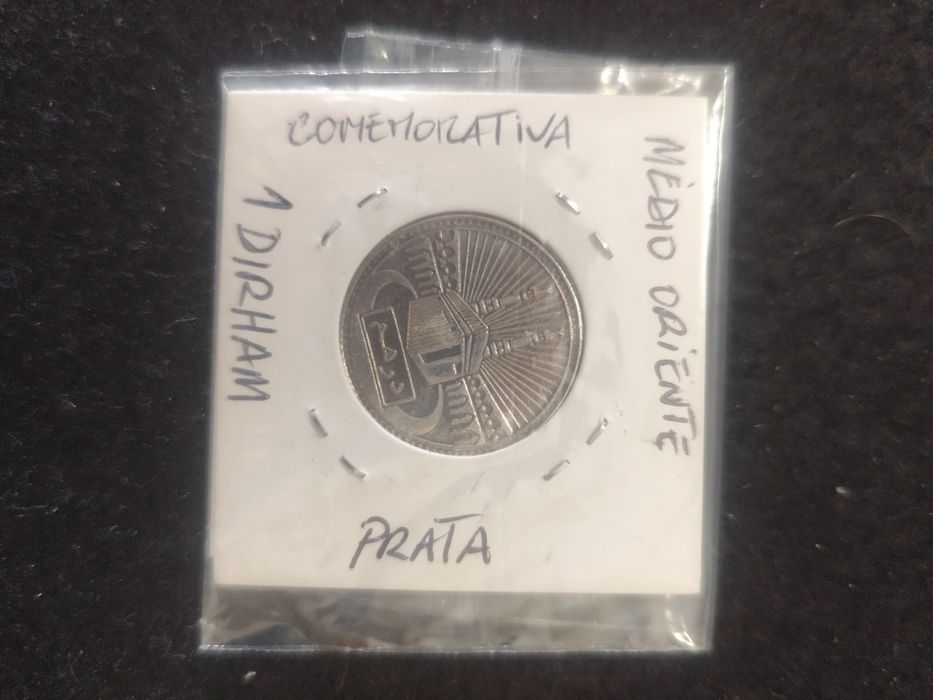 COMEMORATIVA
MÉDIO ORIENTE
1 DIRHAM
PRATA
درهم